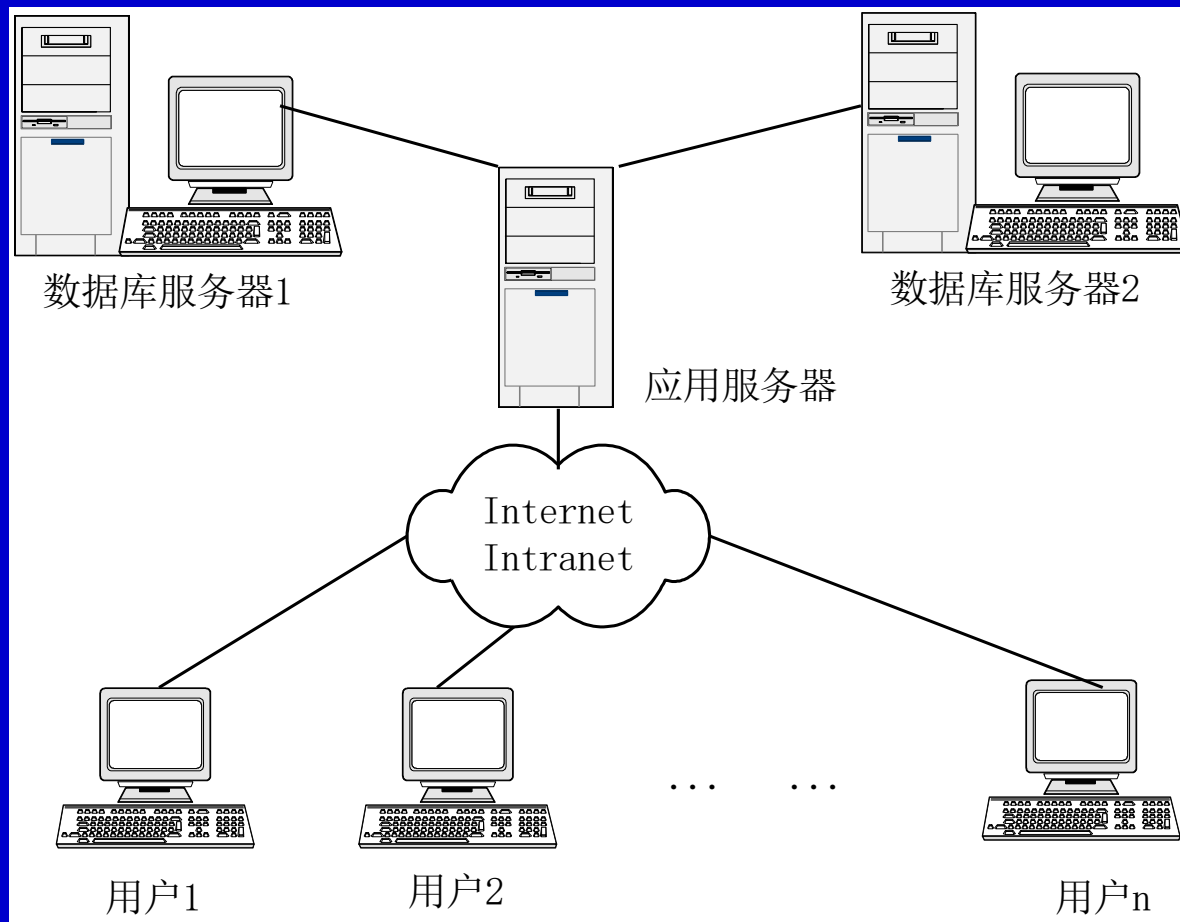 数据库服务器1
数据库服务器2
应用服务器
Internet
Intranet
... ...
用户1
用户2
用户n